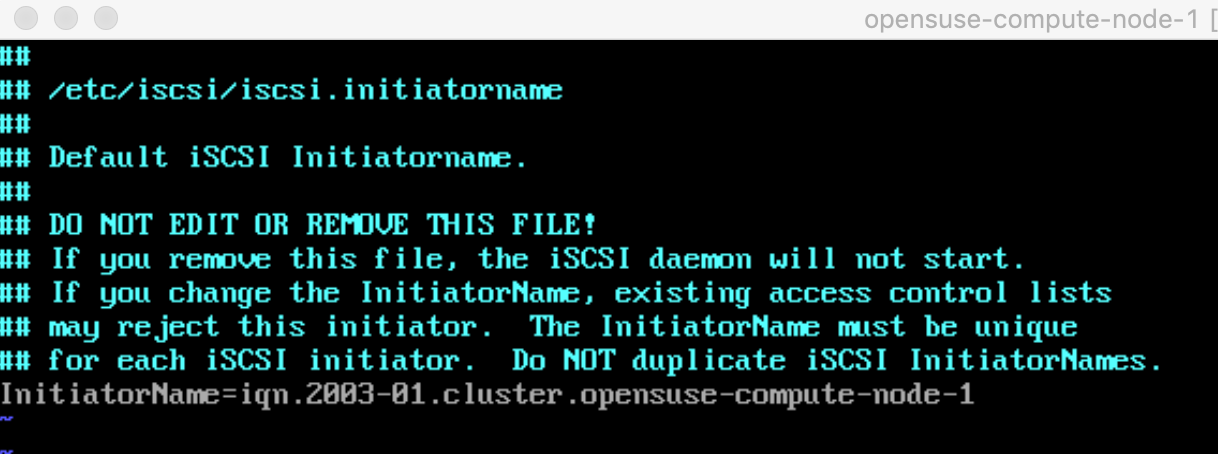 opensuse-compute-node-1 [
##
## /etc/iscsi/iscsi.initiatorname
##
## Default iSCSI Initiatorname.
##
## DO NOT EDIT OR REMOVE THIS FILE!
## If you remove this file, the iSCSI daemon will not start.
## If you change the InitiatorName, existing access control lists
## may reject this initiator.  The InitiatorName must be unique
## for each iSCSI initiator.  Do NOT duplicate iSCSI InitiatorNames.
InitiatorName=iqn.2003-01.cluster.opensuse-compute-node-1
~
~